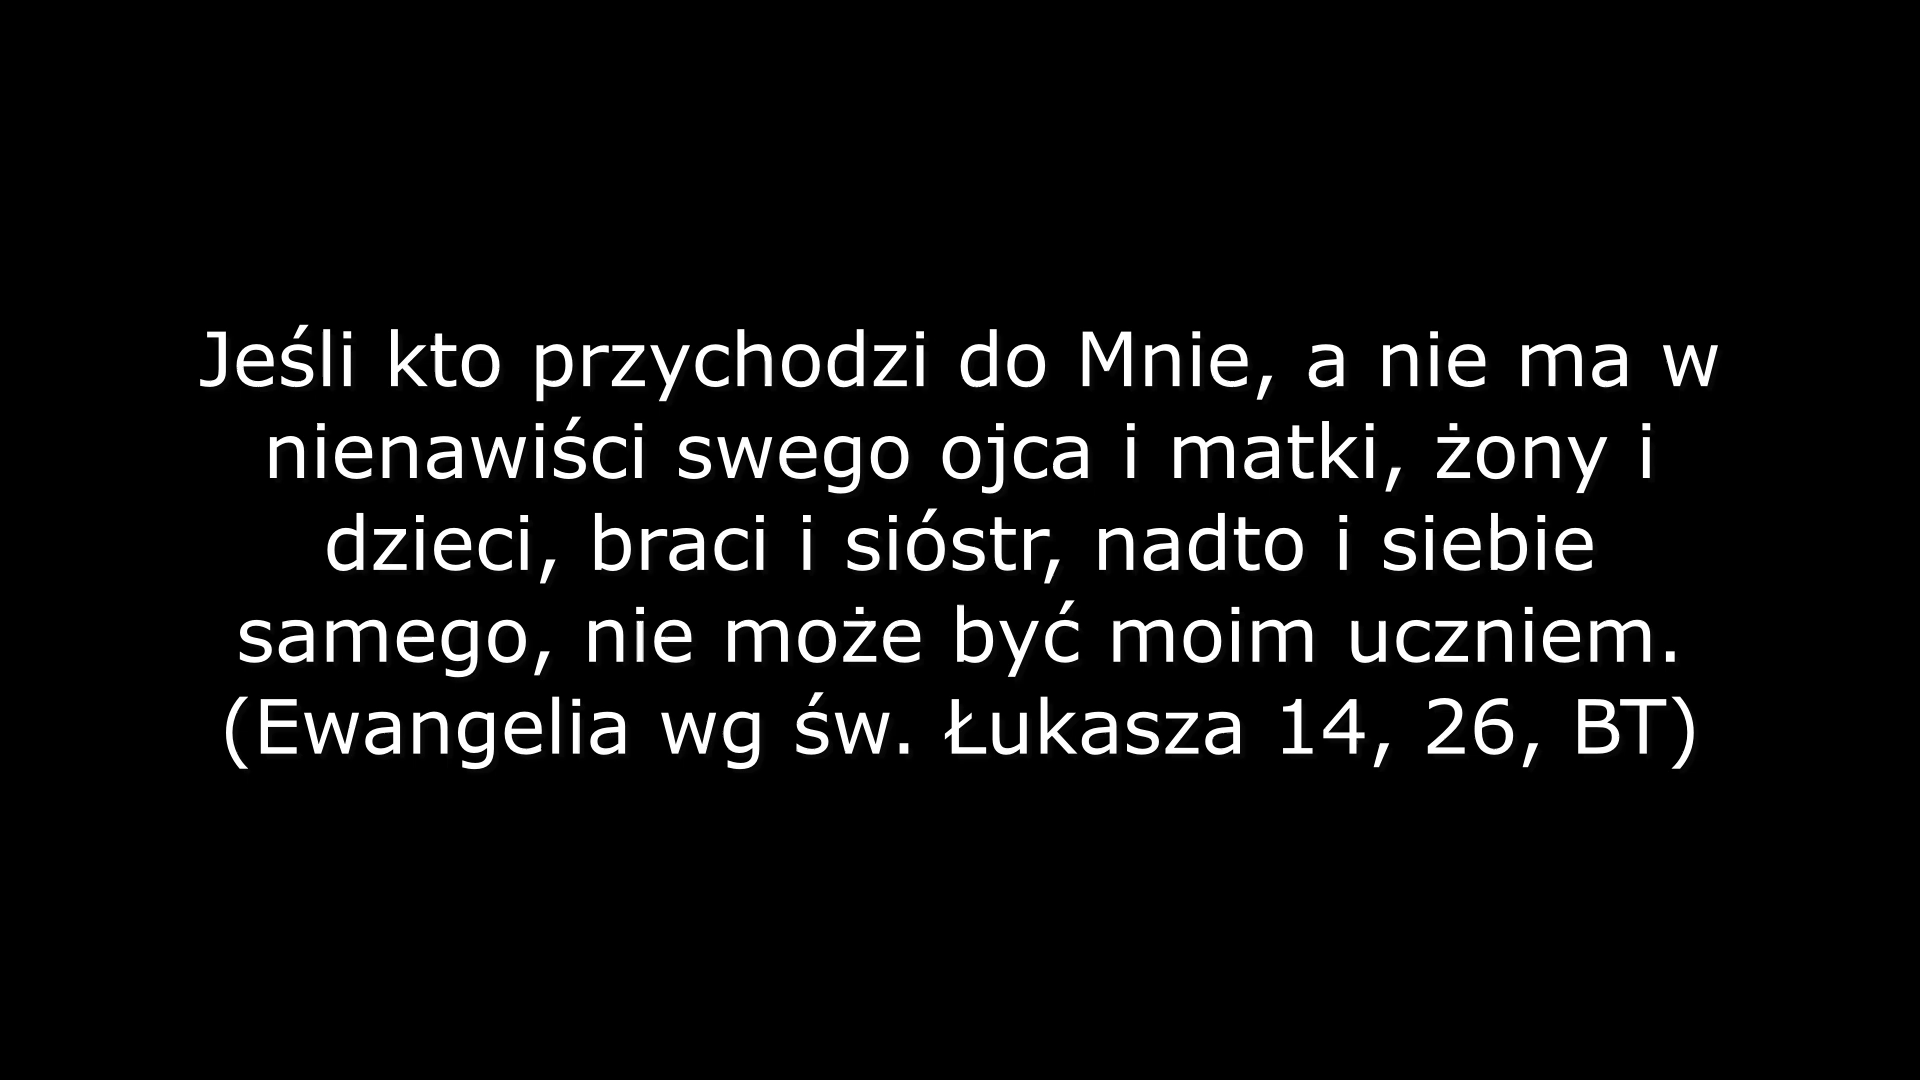 Jeśli kto przychodzi do Mnie, a nie ma w
nienawiści swego ojca i matki, żony i
dzieci, braci i sióstr, nadto i siebie
samego, nie może być moim uczniem.
(Ewangelia wg św. Łukasza 14, 26, BT)